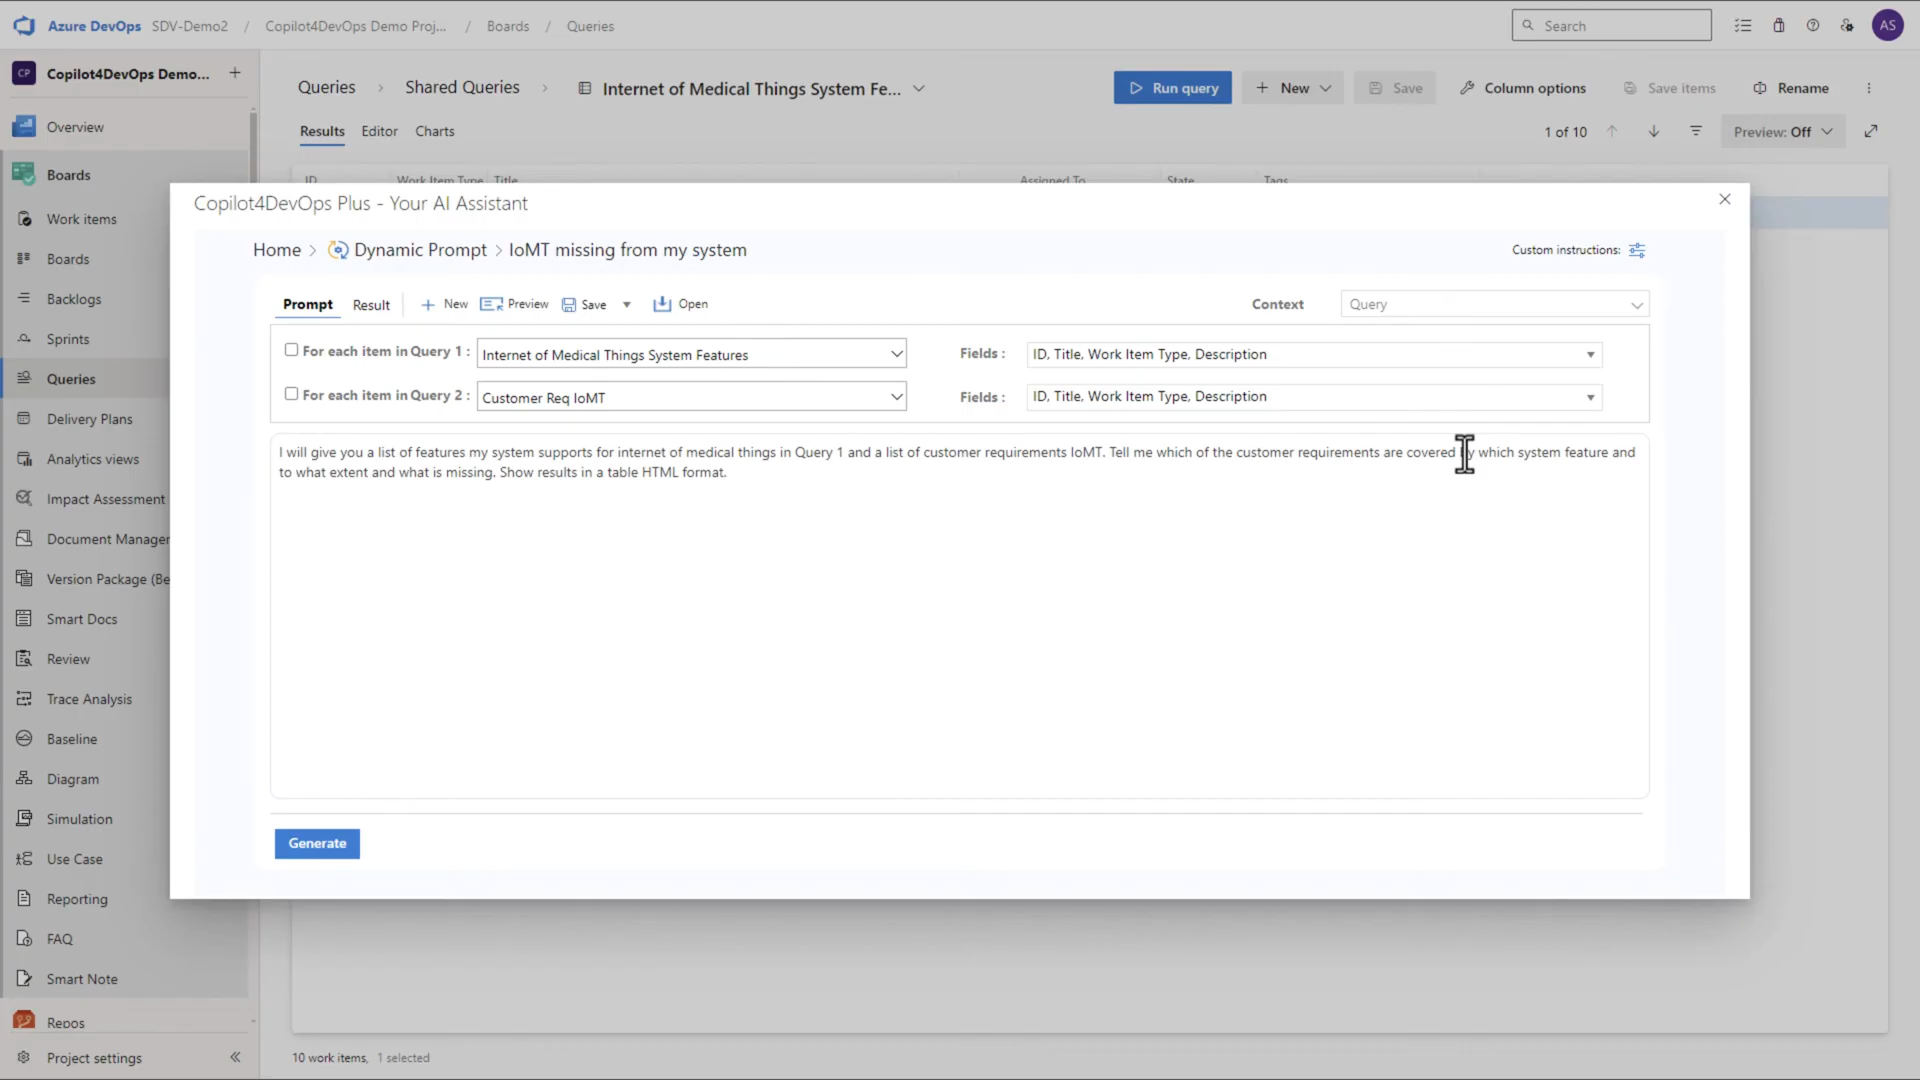 Azure DevOps SDV-Demo2 / Copilot4DevOps Demo Proj... / Boards / Queries
Search
AS
CP Copilot4DevOps Demo... +
Overview
Boards
Work items
Boards
Backlogs
Sprints
Queries
Delivery Plans
Analytics views
Impact Assessment
Document Manager
Version Package (Be
Smart Docs
Review
Trace Analysis
Baseline
Diagram
Simulation
Use Case
Reporting
FAQ
Smart Note
Repos
Project settings
Queries > Shared Queries > Internet of Medical Things System Fe...
Run query
New
Save
Column options
Save items
Rename
Results Editor Charts
1 of 10
Preview: Off
ID Work Item Type Title Assigned To State Tags
Copilot4DevOps Plus - Your AI Assistant
Home > Dynamic Prompt > IoMT missing from my system
Custom instructions:
Prompt Result + New Preview Save Open
Context Query
For each item in Query 1 : Internet of Medical Things System Features Fields : ID, Title, Work Item Type, Description
For each item in Query 2 : Customer Req IoMT Fields : ID, Title, Work Item Type, Description
I will give you a list of features my system supports for internet of medical things in Query 1 and a list of customer requirements IoMT. Tell me which of the customer requirements are covered by which system feature and
to what extent and what is missing. Show results in a table HTML format.
Generate
10 work items, 1 selected